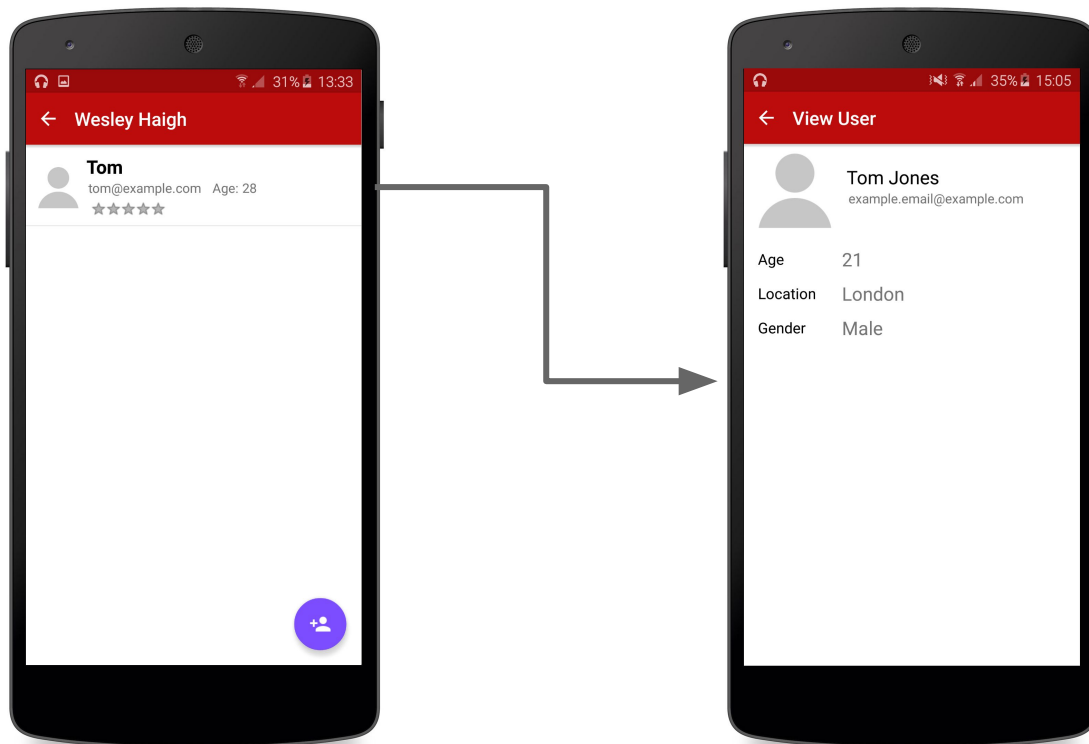 31% 13:33
Wesley Haigh
Tom
tom@example.com Age: 28
35% 15:05
View User
Tom Jones
example.email@example.com
Age 21
Location London
Gender Male